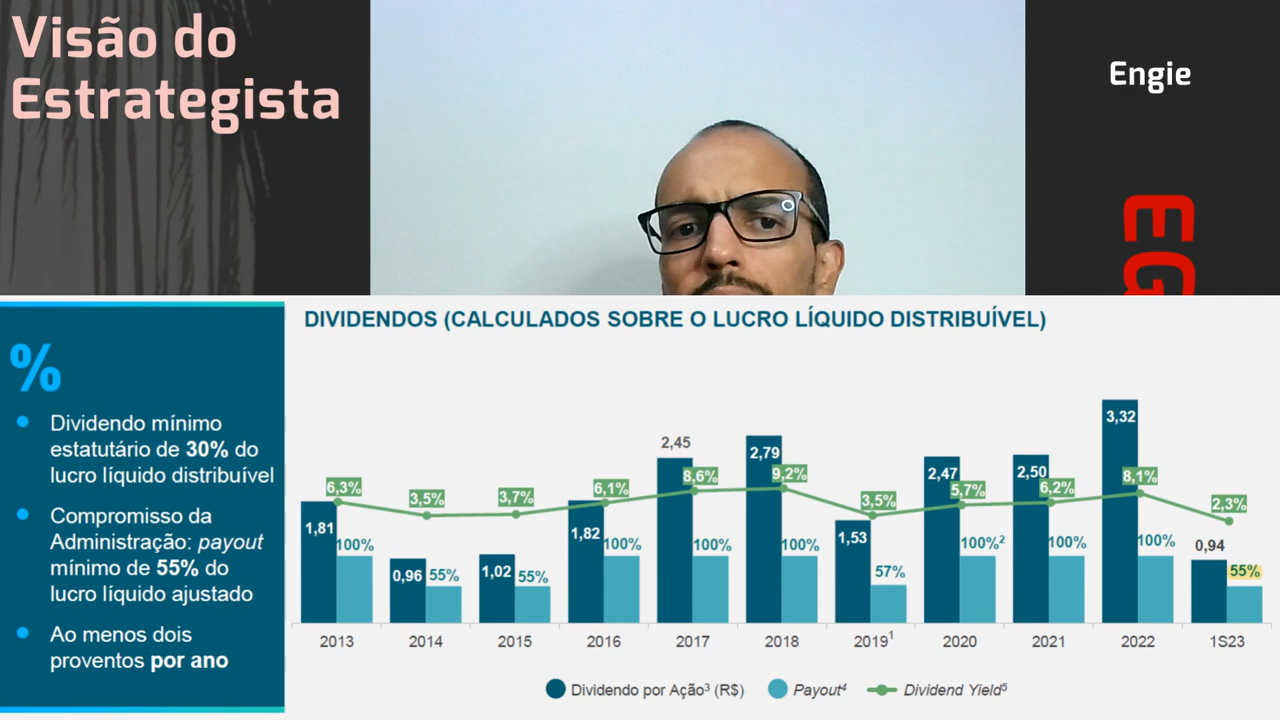 Visão do
Estrategista
Engie
EG
%
Dividendo mínimo
estatutário de 30% do
lucro líquido distribuível
Compromisso da
Administração: payout
mínimo de 55% do
lucro líquido ajustado
Ao menos dois
proventos por ano
DIVIDENDOS (CALCULADOS SOBRE O LUCRO LÍQUIDO DISTRIBUÍVEL)
1,81 6,3% 100%
0,96 3,5% 55%
1,02 3,7% 55%
1,82 6,1% 100%
2,45 8,6% 100%
2,79 9,2% 100%
1,53 3,5% 57%
2,47 5,7% 100%²
2,50 6,2% 100%
3,32 8,1% 100%
0,94 2,3% 55%
2013 2014 2015 2016 2017 2018 2019¹ 2020 2021 2022 1S23
Dividendo por Ação³ (R$) Payout⁴ Dividend Yield⁵